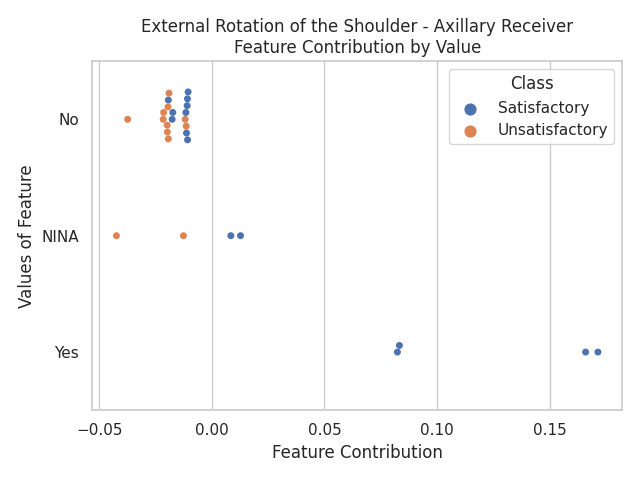 External Rotation of the Shoulder - Axillary Receiver
Feature Contribution by Value
Class
Satisfactory
Unsatisfactory
No
NINA
Yes
Values of Feature
−0.05
0.00
0.05
0.10
0.15
Feature Contribution